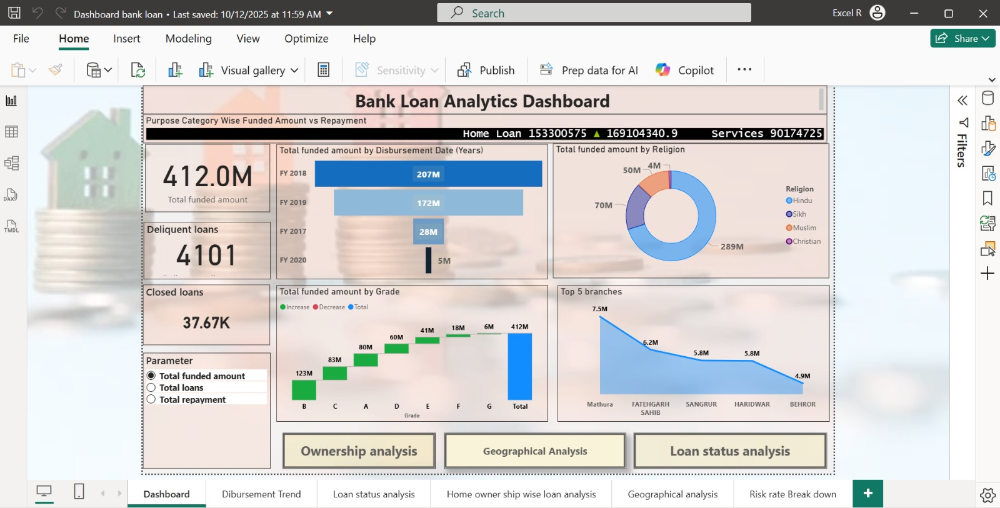 Dashboard bank loan • Last saved: 10/12/2025 at 11:59 AM
Search
Excel R
File
Home
Insert
Modeling
View
Optimize
Help
Share
Visual gallery
Sensitivity
Publish
Prep data for AI
Copilot
DAX
TMDL
Bank Loan Analytics Dashboard
Purpose Category Wise Funded Amount vs Repayment
Home Loan 153300575 ▲ 169104340.9 Services 90174725
412.0M
Total funded amount
Deliquent loans
4101
Closed loans
37.67K
Parameter
Total funded amount
Total loans
Total repayment
Total funded amount by Disbursement Date (Years)
FY 2018
207M
FY 2019
172M
FY 2017
28M
FY 2020
5M
Total funded amount by Religion
4M
50M
70M
289M
Religion
Hindu
Sikh
Muslim
Christian
Total funded amount by Grade
Increase Decrease Total
123M
83M
80M
60M
41M
18M
6M
412M
B C A D E F G Total
Grade
Top 5 branches
7.5M
6.2M
5.8M
5.8M
4.9M
Mathura FATEHGARH SANGRUR HARIDWAR BEHROR
SAHIB
Ownership analysis
Geographical Analysis
Loan status analysis
Filters
Dashboard
Dibursement Trend
Loan status analysis
Home owner ship wise loan analysis
Geographical analysis
Risk rate Break down